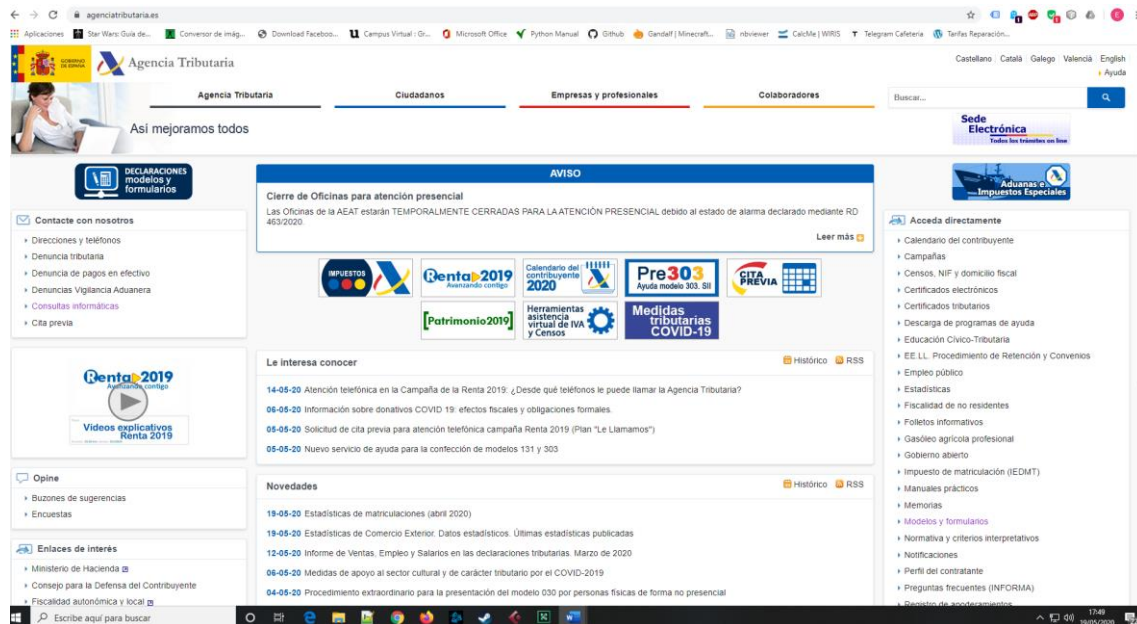 agenciatributaria.es
Aplicaciones Star Wars: Guía de... Conversor de imág... Download Faceboo... Campus Virtual : Gr... Microsoft Office Python Manual Github Gandalf | Minecraft... nbviewer CalcMe | WIRIS Telegram Cafeteria Tarifas Reparación...
GOBIERNO DE ESPAÑA
Agencia Tributaria
Castellano Català Galego Valencià English
Ayuda
Agencia Tributaria Ciudadanos Empresas y profesionales Colaboradores
Buscar...
Así mejoramos todos
Sede
Electrónica
Todos los trámites on line
DECLARACIONES
modelos y
formularios
Contacte con nosotros
Direcciones y teléfonos
Denuncia tributaria
Denuncia de pagos en efectivo
Denuncias Vigilancia Aduanera
Consultas informáticas
Cita previa
Renta 2019
Avanzando contigo
Vídeos explicativos
Renta 2019
Opine
Buzones de sugerencias
Encuestas
Enlaces de interés
Ministerio de Hacienda
Consejo para la Defensa del Contribuyente
Fiscalidad autonómica y local
AVISO
Cierre de Oficinas para atención presencial
Las Oficinas de la AEAT estarán TEMPORALMENTE CERRADAS PARA LA ATENCIÓN PRESENCIAL debido al estado de alarma declarado mediante RD
463/2020.
Leer más
IMPUESTOS
Renta 2019
Avanzando contigo
Calendario del
contribuyente
2020
Pre303
Ayuda modelo 303. SII
CITA
PREVIA
Patrimonio 2019
Herramientas
asistencia
virtual de IVA
y Censos
Medidas
tributarias
COVID-19
Le interesa conocer
Histórico RSS
14-05-20 Atención telefónica en la Campaña de la Renta 2019: ¿Desde qué teléfonos le puede llamar la Agencia Tributaria?
06-05-20 Información sobre donativos COVID 19: efectos fiscales y obligaciones formales.
05-05-20 Solicitud de cita previa para atención telefónica campaña Renta 2019 (Plan "Le Llamamos")
05-05-20 Nuevo servicio de ayuda para la confección de modelos 131 y 303
Novedades
Histórico RSS
19-05-20 Estadísticas de matriculaciones (abril 2020)
19-05-20 Estadísticas de Comercio Exterior. Datos estadísticos. Últimas estadísticas publicadas
12-05-20 Informe de Ventas, Empleo y Salarios en las declaraciones tributarias. Marzo de 2020
06-05-20 Medidas de apoyo al sector cultural y de carácter tributario por el COVID-2019
04-05-20 Procedimiento extraordinario para la presentación del modelo 030 por personas físicas de forma no presencial
Aduanas e
Impuestos Especiales
Acceda directamente
Calendario del contribuyente
Campañas
Censos, NIF y domicilio fiscal
Certificados electrónicos
Certificados tributarios
Descarga de programas de ayuda
Educación Cívico-Tributaria
EE.LL. Procedimiento de Retención y Convenios
Empleo público
Estadísticas
Fiscalidad de no residentes
Folletos informativos
Gasóleo agrícola profesional
Gobierno abierto
Impuesto de matriculación (IEDMT)
Manuales prácticos
Memorias
Modelos y formularios
Normativa y criterios interpretativos
Notificaciones
Perfil del contratante
Preguntas frecuentes (INFORMA)
Registro de apoderamientos
Escribe aquí para buscar
17:49
19/05/2020